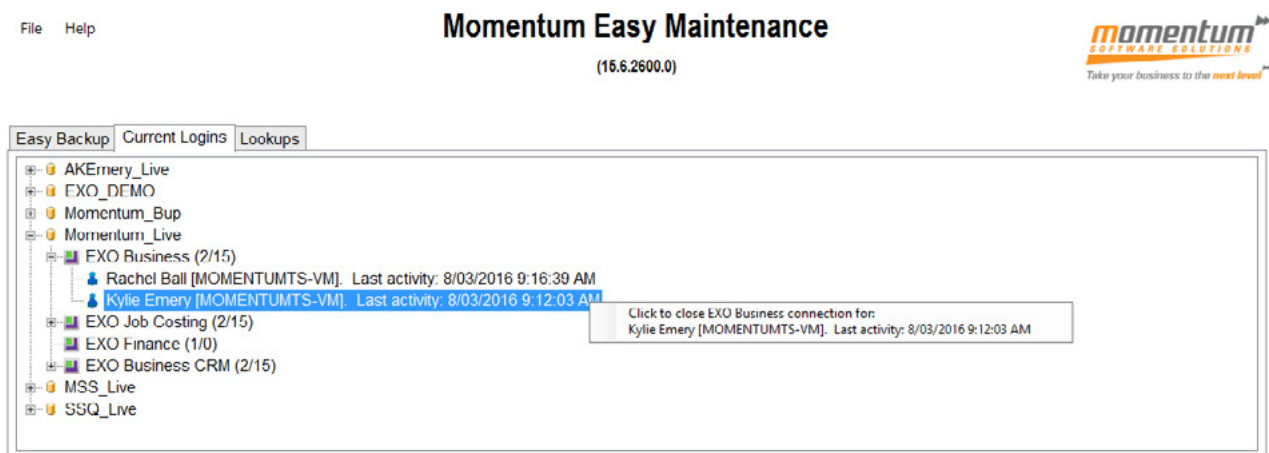 File Help
Momentum Easy Maintenance
(15.6.2600.0)
momentum
SOFTWARE SOLUTIONS
Take your business to the next level
Easy Backup Current Logins Lookups
AKEmery_Live
EXO_DEMO
Momentum_Bup
Momentum_Live
EXO Business (2/15)
Rachel Ball [MOMENTUMTS-VM]. Last activity: 8/03/2016 9:16:39 AM
Kylie Emery [MOMENTUMTS-VM]. Last activity: 8/03/2016 9:12:03 AM
Click to close EXO Business connection for:
Kylie Emery [MOMENTUMTS-VM]. Last activity: 8/03/2016 9:12:03 AM
EXO Job Costing (2/15)
EXO Finance (1/0)
EXO Business CRM (2/15)
MSS_Live
SSQ_Live